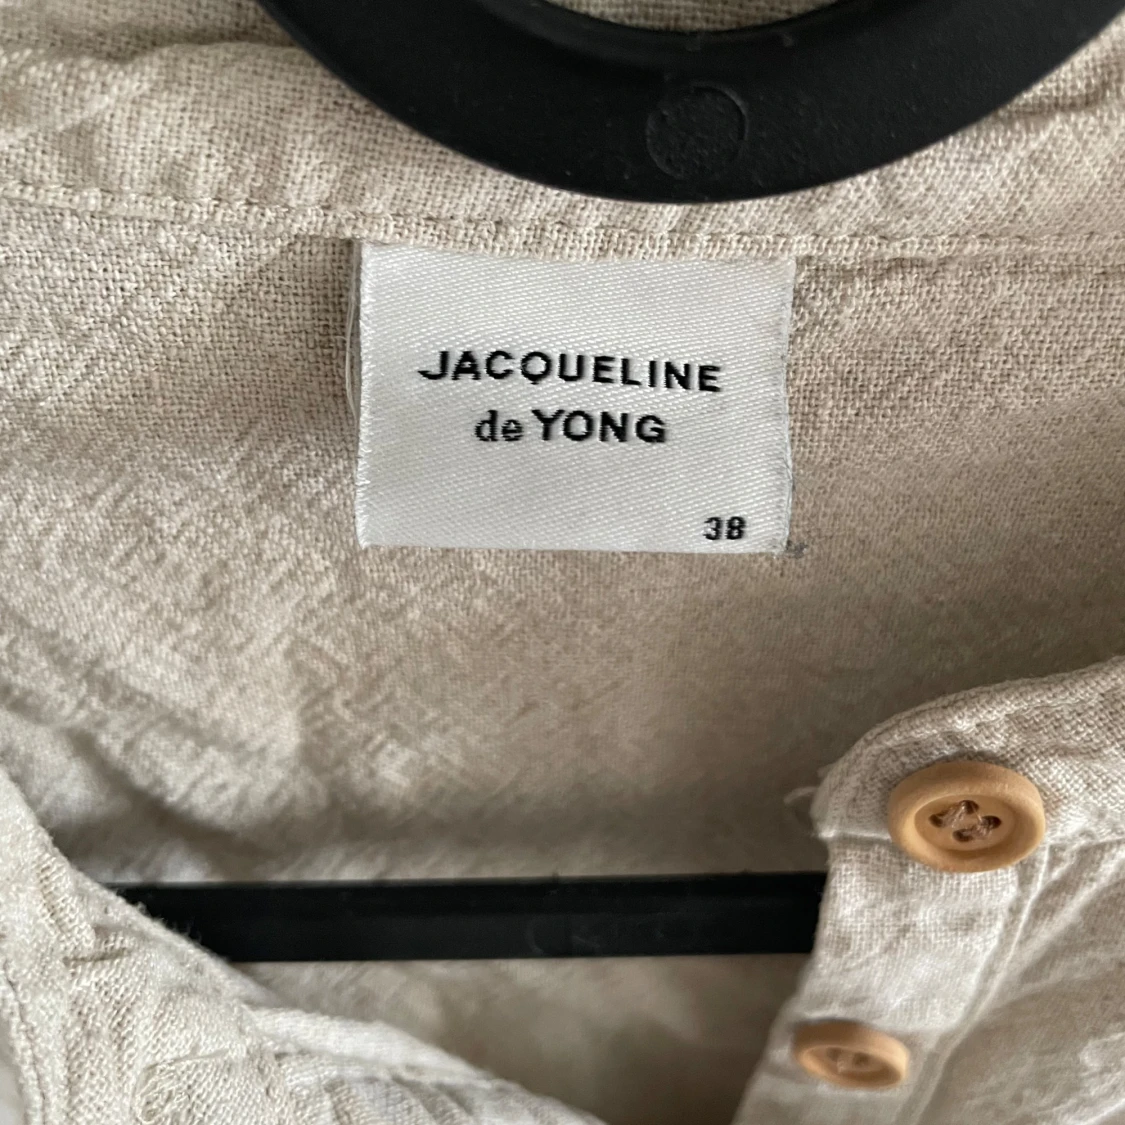 JACQUELINE
de YONG
38